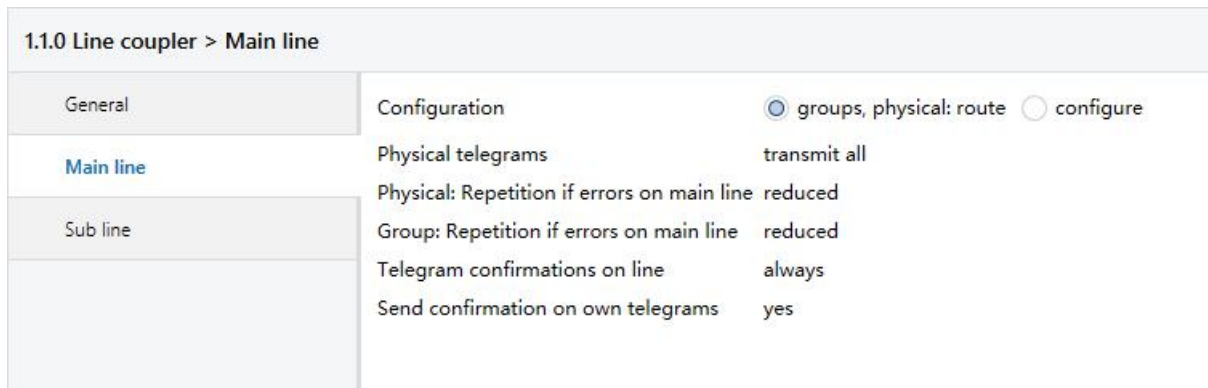 1.1.0 Line coupler > Main line
General
Main line
Sub line
Configuration groups, physical: route configure
Physical telegrams transmit all
Physical: Repetition if errors on main line reduced
Group: Repetition if errors on main line reduced
Telegram confirmations on line always
Send confirmation on own telegrams yes